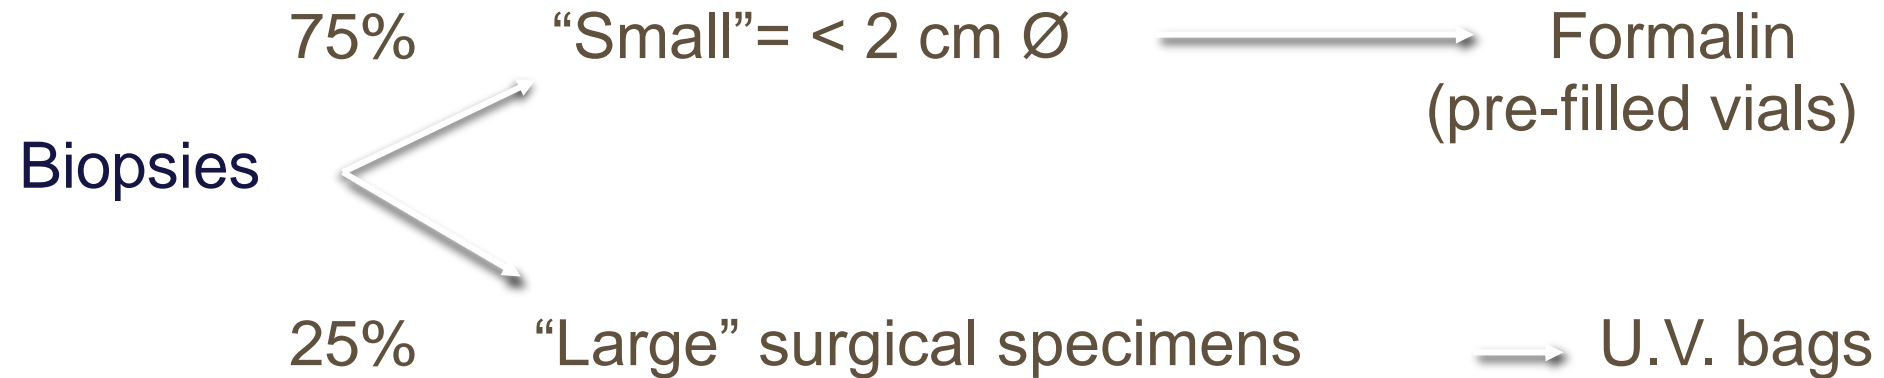 75% “Small”= < 2 cm Ø Formalin
(pre-filled vials)
Biopsies
25% “Large” surgical specimens U.V. bags